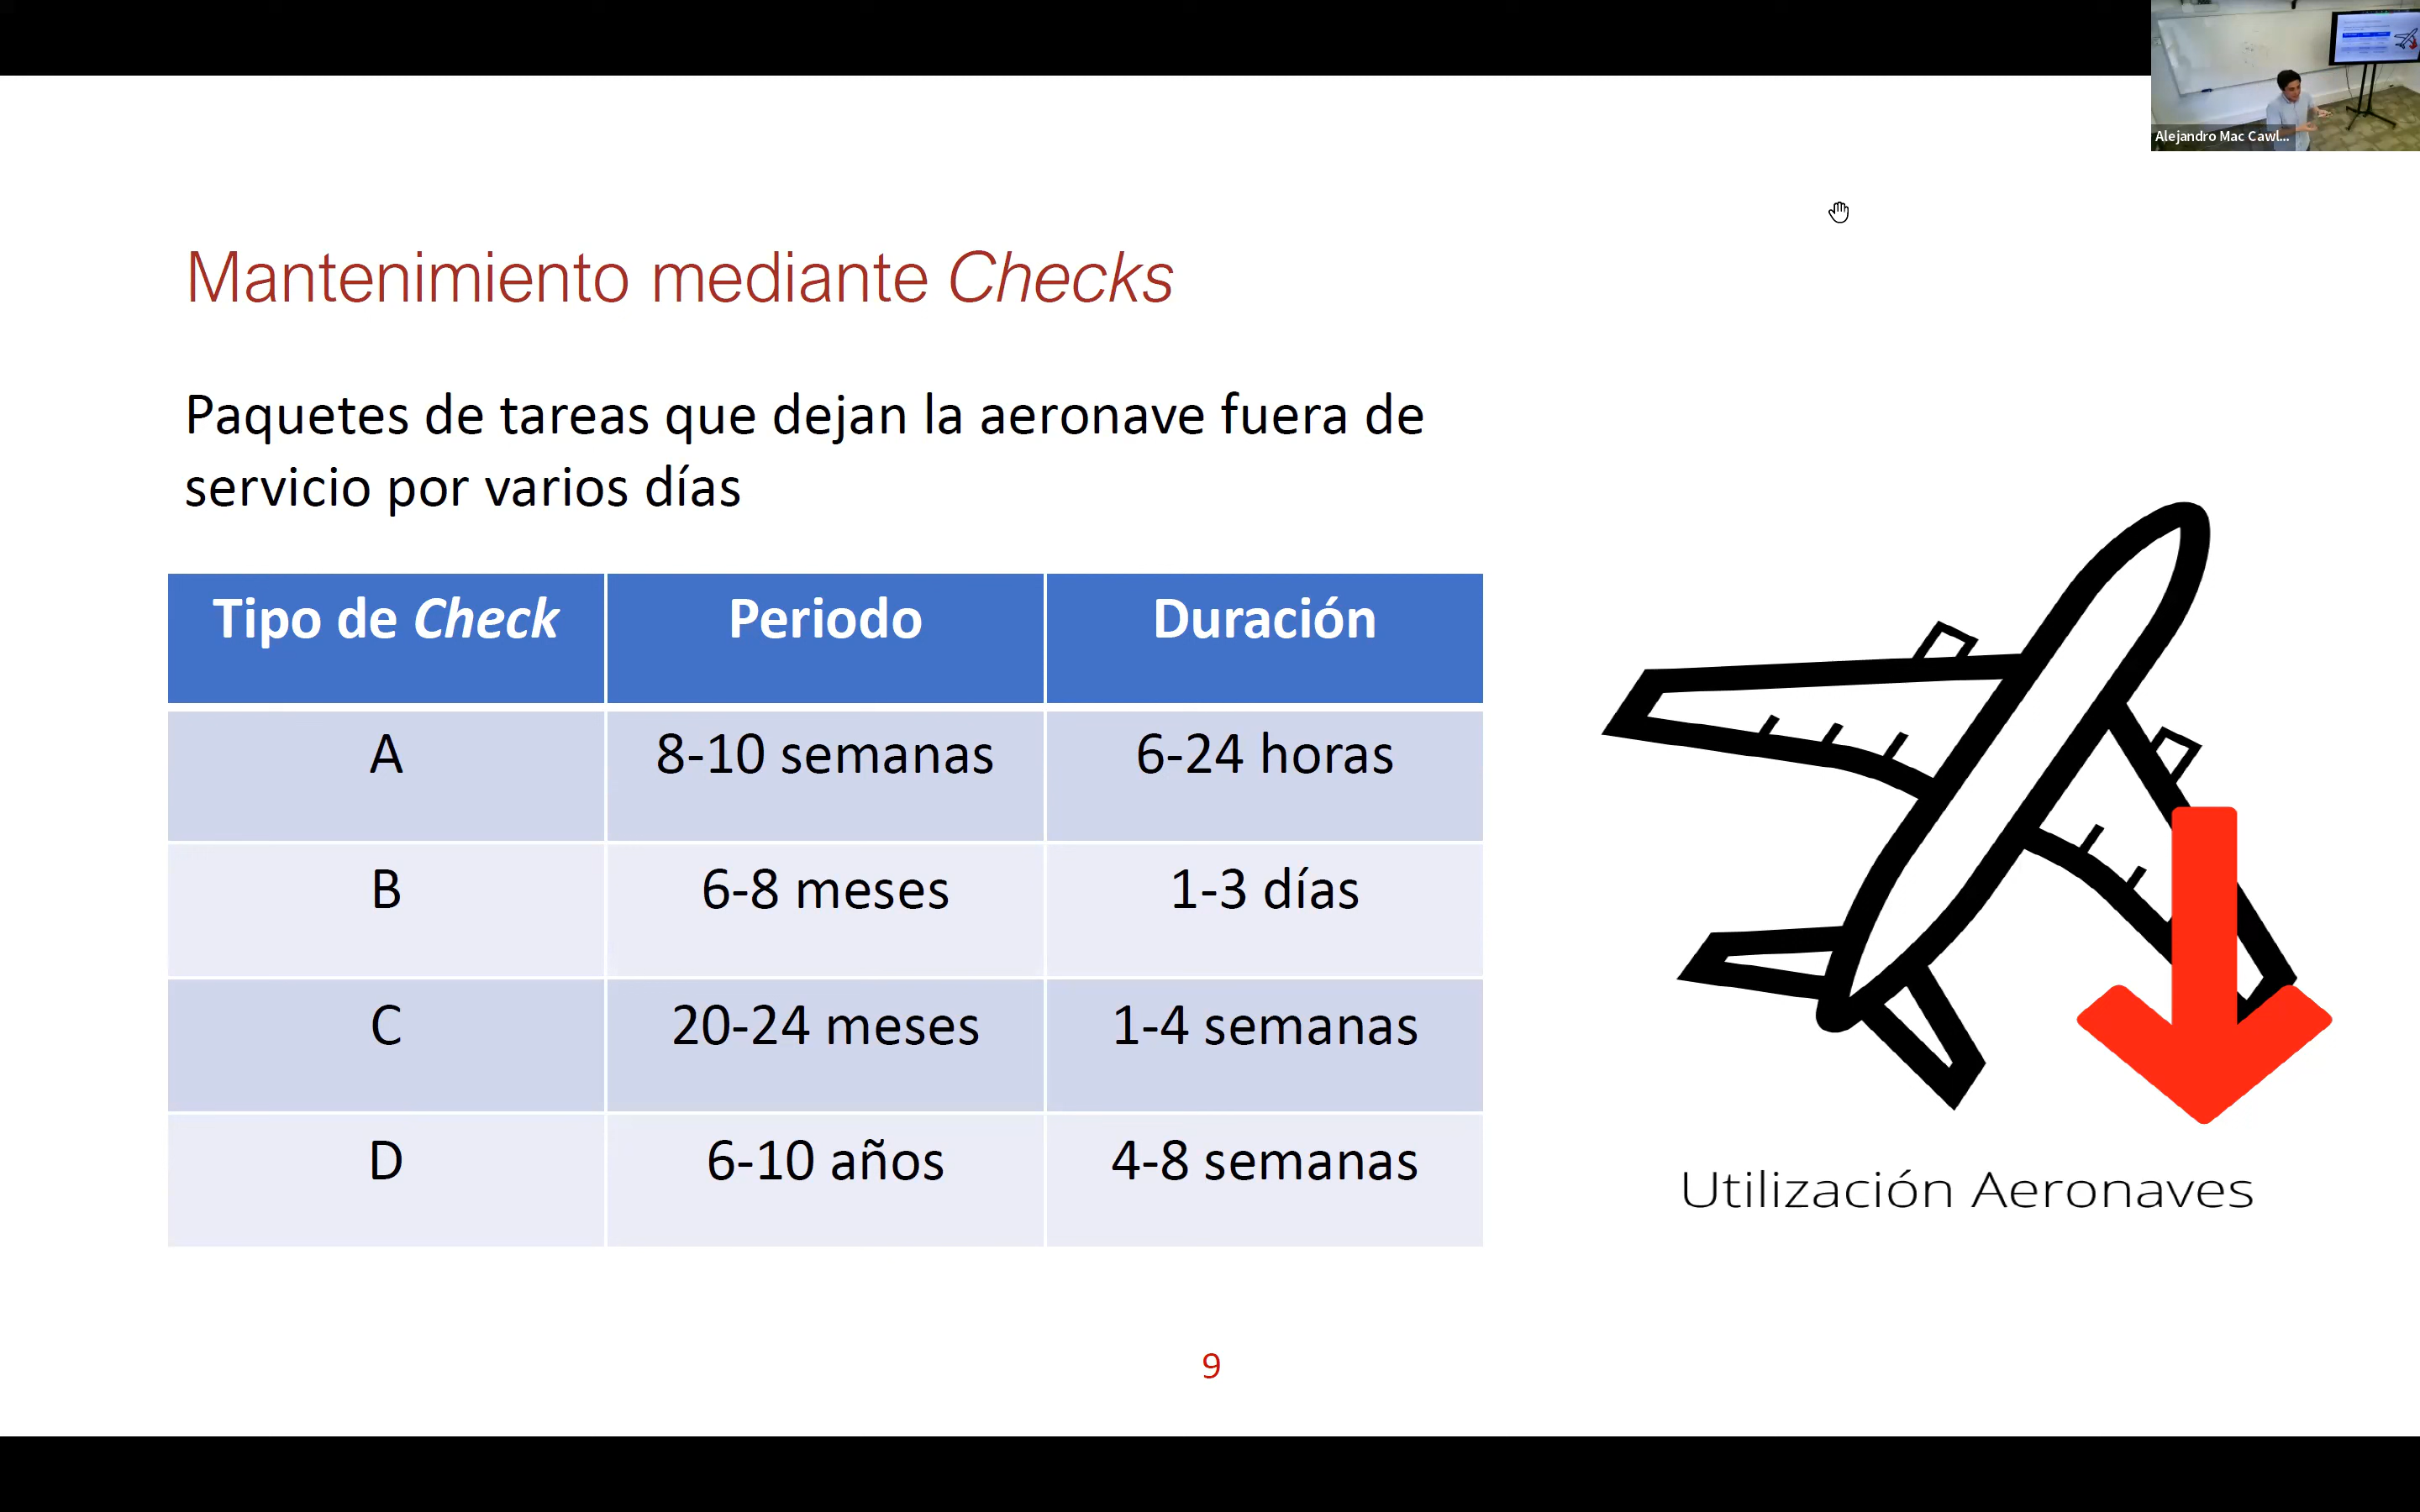 Alejandro Mac Cawl...
Mantenimiento mediante Checks
Paquetes de tareas que dejan la aeronave fuera de
servicio por varios días
Tipo de Check Periodo Duración
A 8-10 semanas 6-24 horas
B 6-8 meses 1-3 días
C 20-24 meses 1-4 semanas
D 6-10 años 4-8 semanas
Utilización Aeronaves
9